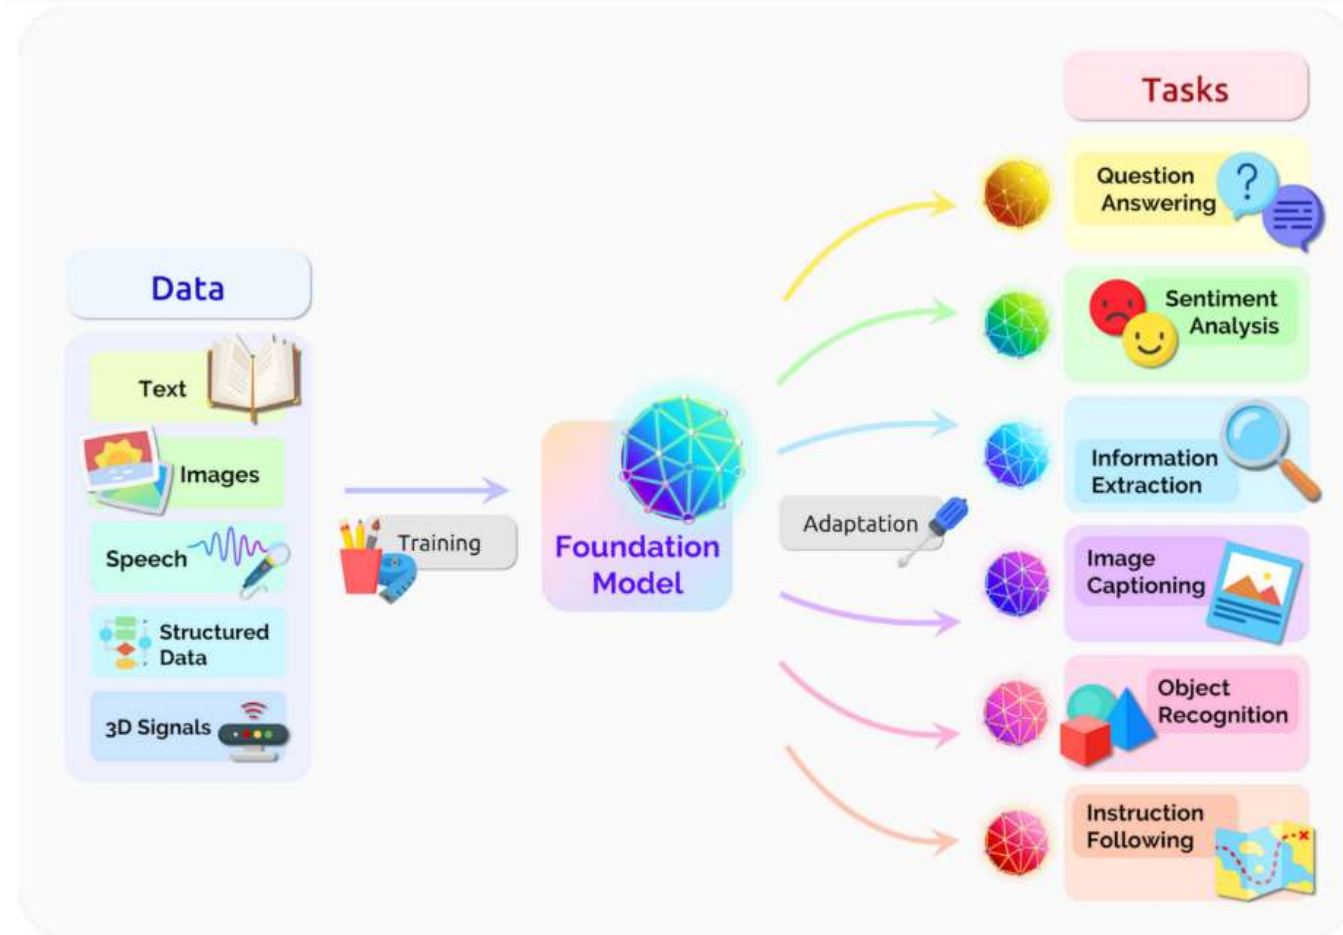 Data
Text
Images
Speech
Structured
Data
3D Signals
Training
Foundation
Model
Adaptation
Tasks
Question
Answering
Sentiment
Analysis
Information
Extraction
Image
Captioning
Object
Recognition
Instruction
Following